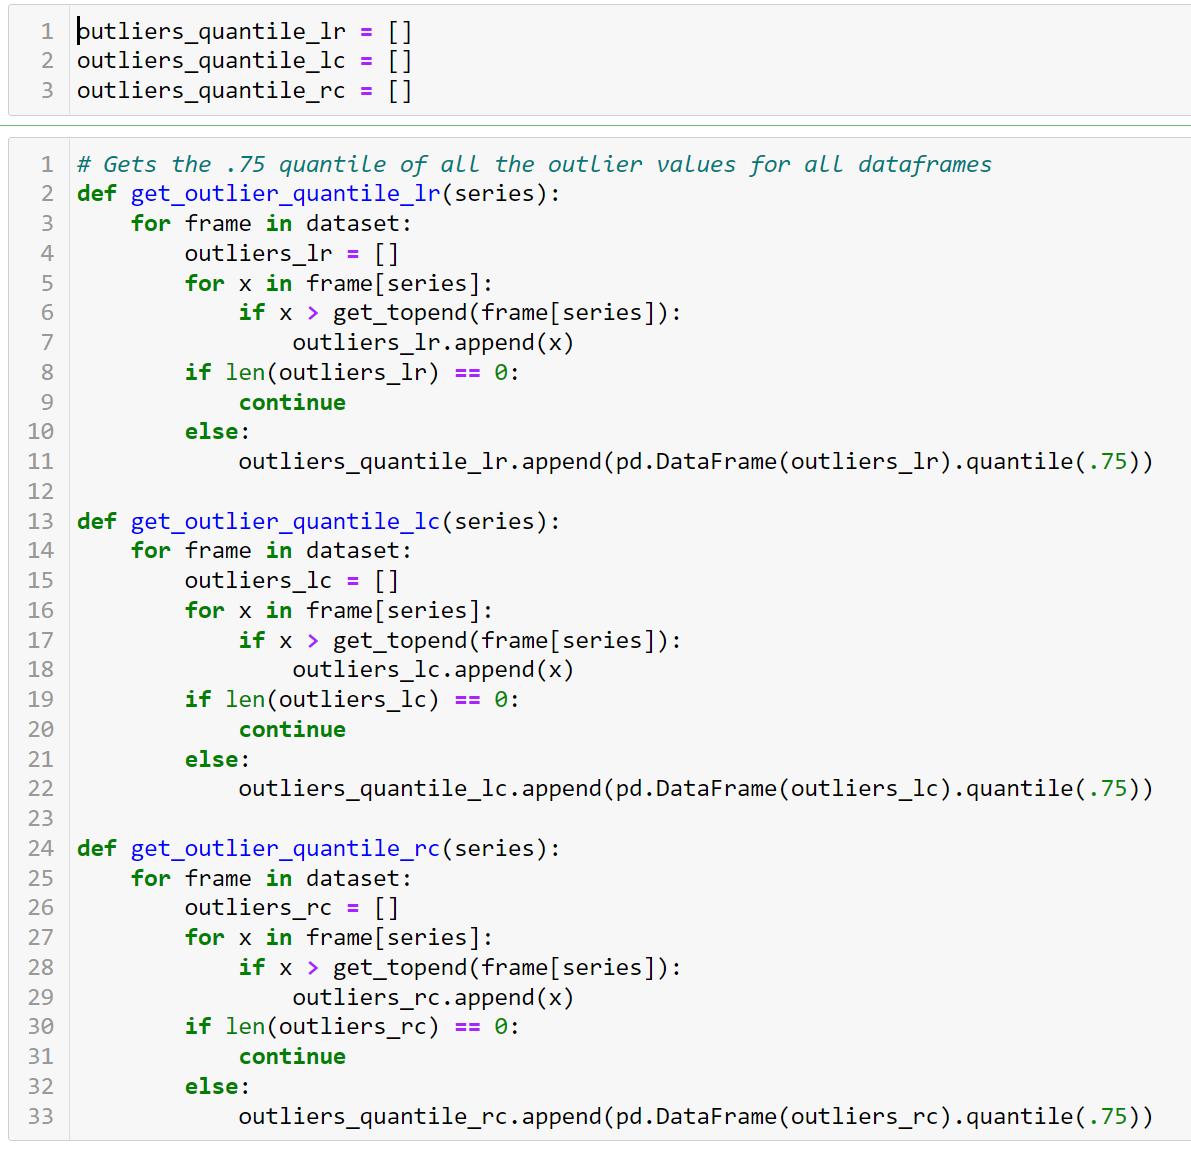 1 outliers_quantile_lr = []
2 outliers_quantile_lc = []
3 outliers_quantile_rc = []
1 # Gets the .75 quantile of all the outlier values for all dataframes
2 def get_outlier_quantile_lr(series):
3     for frame in dataset:
4         outliers_lr = []
5         for x in frame[series]:
6             if x > get_topend(frame[series]):
7                 outliers_lr.append(x)
8         if len(outliers_lr) == 0:
9             continue
10         else:
11             outliers_quantile_lr.append(pd.DataFrame(outliers_lr).quantile(.75))
12
13 def get_outlier_quantile_lc(series):
14     for frame in dataset:
15         outliers_lc = []
16         for x in frame[series]:
17             if x > get_topend(frame[series]):
18                 outliers_lc.append(x)
19         if len(outliers_lc) == 0:
20             continue
21         else:
22             outliers_quantile_lc.append(pd.DataFrame(outliers_lc).quantile(.75))
23
24 def get_outlier_quantile_rc(series):
25     for frame in dataset:
26         outliers_rc = []
27         for x in frame[series]:
28             if x > get_topend(frame[series]):
29                 outliers_rc.append(x)
30         if len(outliers_rc) == 0:
31             continue
32         else:
33             outliers_quantile_rc.append(pd.DataFrame(outliers_rc).quantile(.75))